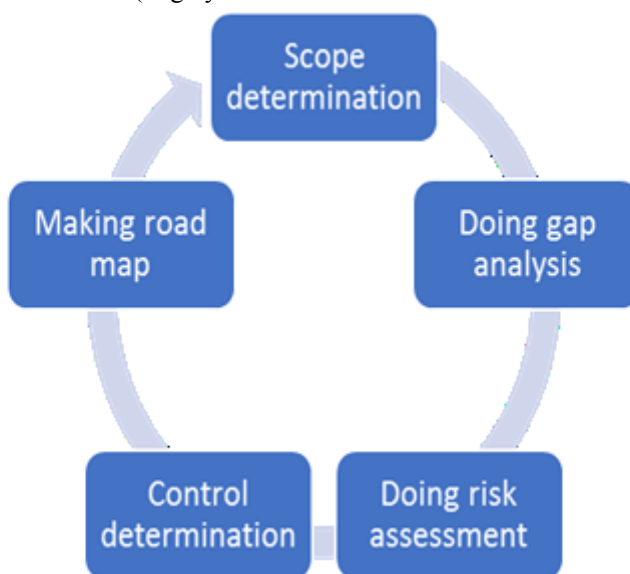 Scope
determination
Doing gap
analysis
Doing risk
assessment
Control
determination
Making road
map